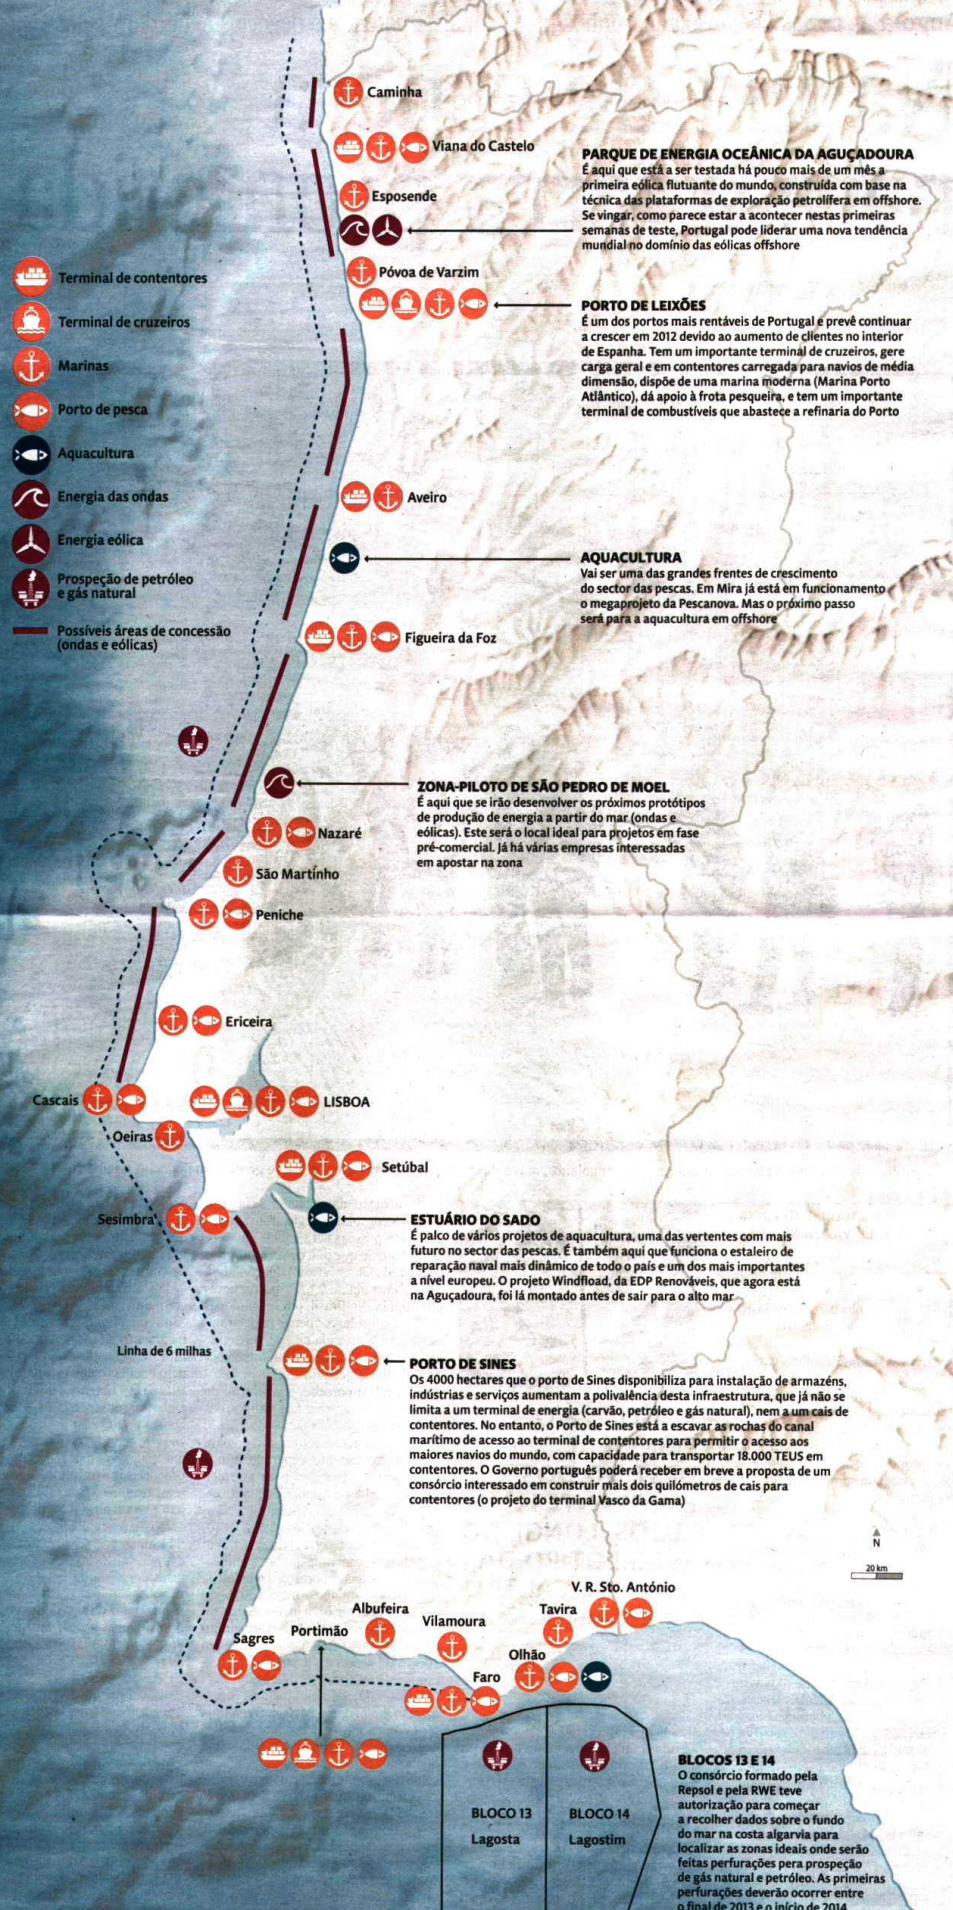 Caminha
Viana do Castelo
Esposende
Póvoa de Varzim
PARQUE DE ENERGIA OCEÂNICA DA AGUÇADOURA
É aqui que está a ser testada há pouco mais de um mês a
primeira eólica flutuante do mundo, construída com base na
técnica das plataformas de exploração petrolífera em offshore.
Se vingar, como parece estar a acontecer nestas primeiras
semanas de teste, Portugal pode liderar uma nova tendência
mundial no domínio das eólicas offshore
Terminal de contentores
Terminal de cruzeiros
Marinas
Porto de pesca
Aquacultura
Energia das ondas
Energia eólica
Prospeção de petróleo
e gás natural
Possíveis áreas de concessão
(ondas e eólicas)
PORTO DE LEIXÕES
É um dos portos mais rentáveis de Portugal e prevê continuar
a crescer em 2012 devido ao aumento de clientes no interior
de Espanha. Tem um importante terminal de cruzeiros, gere
carga geral e em contentores carregada para navios de média
dimensão, dispõe de uma marina moderna (Marina Porto
Atlântico), dá apoio à frota pesqueira, e tem um importante
terminal de combustíveis que abastece a refinaria do Porto
Aveiro
AQUACULTURA
Vai ser uma das grandes frentes de crescimento
do sector das pescas. Em Mira já está em funcionamento
o megaprojeto da Pescanova. Mas o próximo passo
será para a aquacultura em offshore
Figueira da Foz
ZONA-PILOTO DE SÃO PEDRO DE MOEL
É aqui que se irão desenvolver os próximos protótipos
de produção de energia a partir do mar (ondas e
eólicas). Este será o local ideal para projetos em fase
pré-comercial. Já há várias empresas interessadas
em apostar na zona
Nazaré
São Martinho
Peniche
Ericeira
Cascais
LISBOA
Oeiras
Setúbal
Sesimbra
ESTUÁRIO DO SADO
É palco de vários projetos de aquacultura, uma das vertentes com mais
futuro no sector das pescas. É também aqui que funciona o estaleiro de
reparação naval mais dinâmico de todo o país e um dos mais importantes
a nível europeu. O projeto Windfload, da EDP Renováveis, que agora está
na Aguçadoura, foi lá montado antes de sair para o alto mar
Linha de 6 milhas
PORTO DE SINES
Os 4000 hectares que o porto de Sines disponibiliza para instalação de armazéns,
indústrias e serviços aumentam a polivalência desta infraestrutura, que já não se
limita a um terminal de energia (carvão, petróleo e gás natural), nem a um cais de
contentores. No entanto, o Porto de Sines está a escavar as rochas do canal
marítimo de acesso ao terminal de contentores para permitir o acesso aos
maiores navios do mundo, com capacidade para transportar 18.000 TEUS em
contentores. O Governo português poderá receber em breve a proposta de um
consórcio interessado em construir mais dois quilómetros de cais para
contentores (o projeto do terminal Vasco da Gama)
N
20 km
V. R. Sto. António
Tavira
Albufeira
Vilamoura
Portimão
Sagres
Olhão
Faro
BLOCO 13
Lagosta
BLOCO 14
Lagostim
BLOCOS 13 E 14
O consórcio formado pela
Repsol e pela RWE teve
autorização para começar
a recolher dados sobre o fundo
do mar na costa algarvia para
localizar as zonas ideais onde serão
feitas perfurações pera prospeção
de gás natural e petróleo. As primeiras
perfurações deverão ocorrer entre
o final de 2013 e o início de 2014